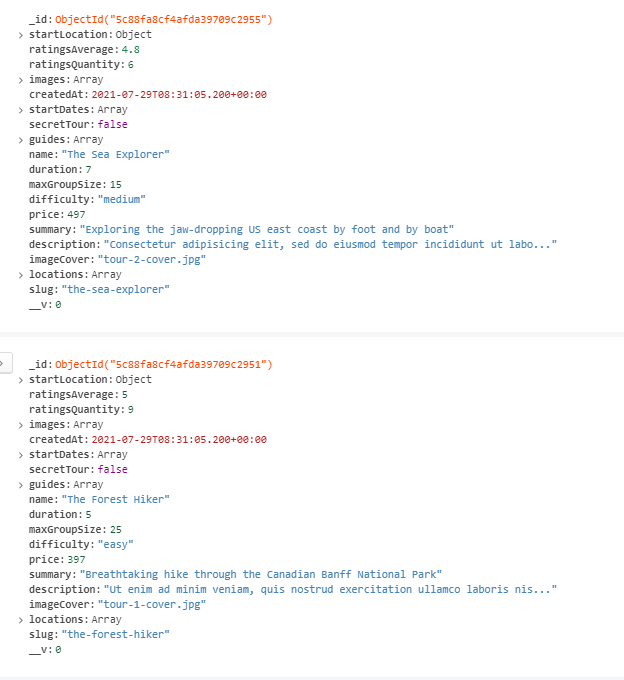 _id: ObjectId("5c88fa8cf4afda39709c2955")
> startLocation: Object
ratingsAverage: 4.8
ratingsQuantity: 6
> images: Array
createdAt: 2021-07-29T08:31:05.200+00:00
> startDates: Array
secretTour: false
> guides: Array
name: "The Sea Explorer"
duration: 7
maxGroupSize: 15
difficulty: "medium"
price: 497
summary: "Exploring the jaw-dropping US east coast by foot and by boat"
description: "Consectetur adipisicing elit, sed do eiusmod tempor incididunt ut labo..."
imageCover: "tour-2-cover.jpg"
> locations: Array
slug: "the-sea-explorer"
__v: 0
_id: ObjectId("5c88fa8cf4afda39709c2951")
> startLocation: Object
ratingsAverage: 5
ratingsQuantity: 9
> images: Array
createdAt: 2021-07-29T08:31:05.200+00:00
> startDates: Array
secretTour: false
> guides: Array
name: "The Forest Hiker"
duration: 5
maxGroupSize: 25
difficulty: "easy"
price: 397
summary: "Breathtaking hike through the Canadian Banff National Park"
description: "Ut enim ad minim veniam, quis nostrud exercitation ullamco laboris nis..."
imageCover: "tour-1-cover.jpg"
> locations: Array
slug: "the-forest-hiker"
__v: 0